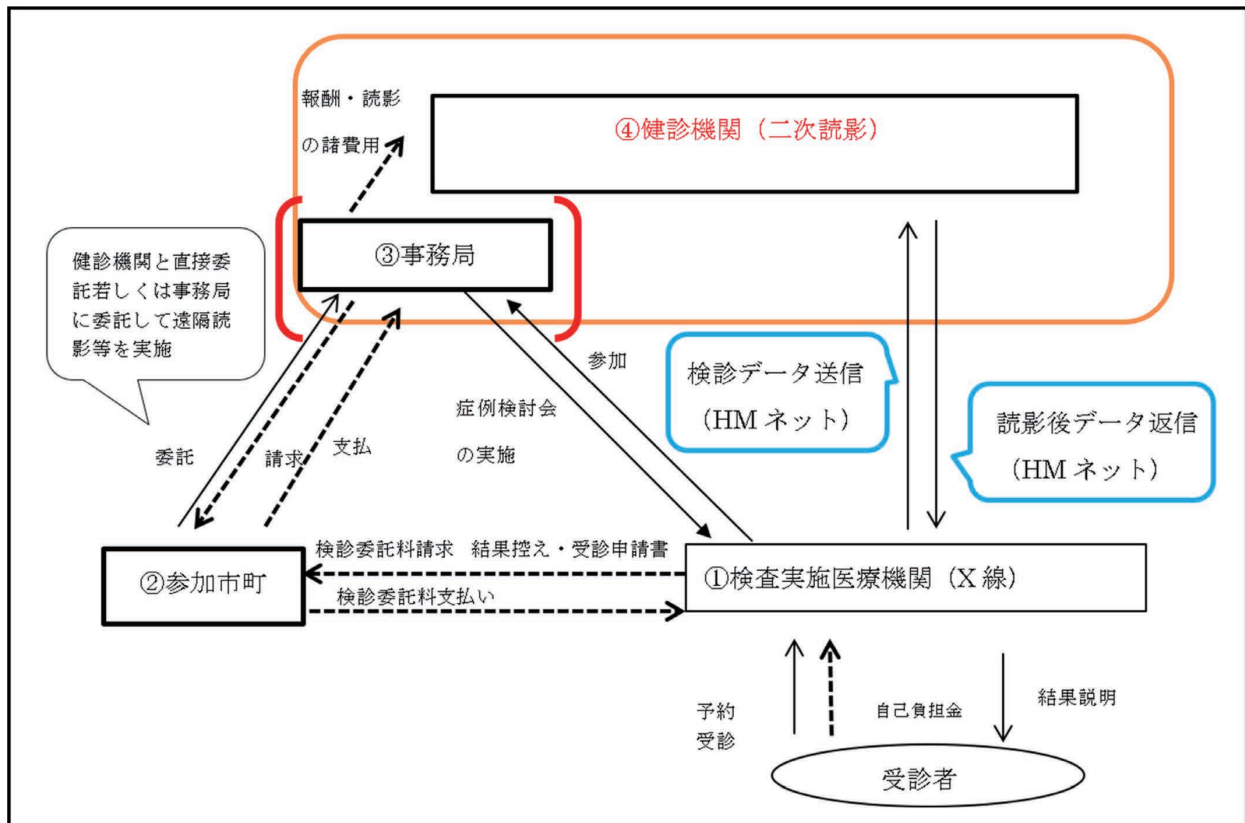 報酬・読影
の諸費用
④健診機関（二次読影）
③事務局
健診機関と直接委
託若しくは事務局
に委託して遠隔読
影等を実施
委託
請求
支払
参加
症例検討会
の実施
検診データ送信
（HM ネット）
読影後データ返信
（HM ネット）
②参加市町
検診委託料請求　結果控え・受診申請書
検診委託料支払い
①検査実施医療機関（X 線）
予約
受診
自己負担金
結果説明
受診者